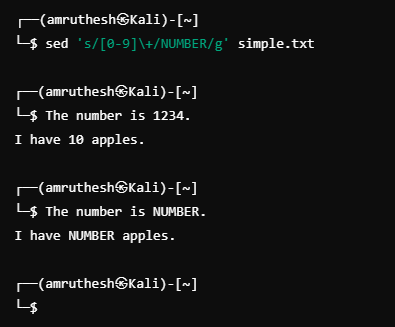 ┌──(amruthesh㉿Kali)-[~]
└─$ sed 's/[0-9]\+/NUMBER/g' simple.txt
┌──(amruthesh㉿Kali)-[~]
└─$ The number is 1234.
I have 10 apples.
┌──(amruthesh㉿Kali)-[~]
└─$ The number is NUMBER.
I have NUMBER apples.
┌──(amruthesh㉿Kali)-[~]
└─$